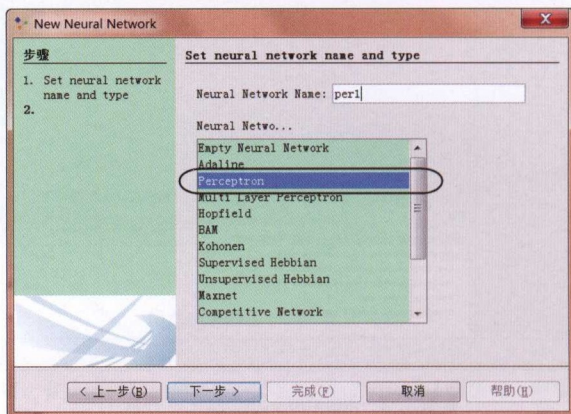 New Neural Network
步骤
1. Set neural network
name and type
2.
Set neural network name and type
Neural Network Name: per1
Neural Netwo...
Empty Neural Network
Adaline
Perceptron
Multi Layer Perceptron
Hopfield
BAM
Kohonen
Supervised Hebbian
Unsupervised Hebbian
Maxnet
Competitive Network
< 上一步(B)
下一步 >
完成(F)
取消
帮助(H)